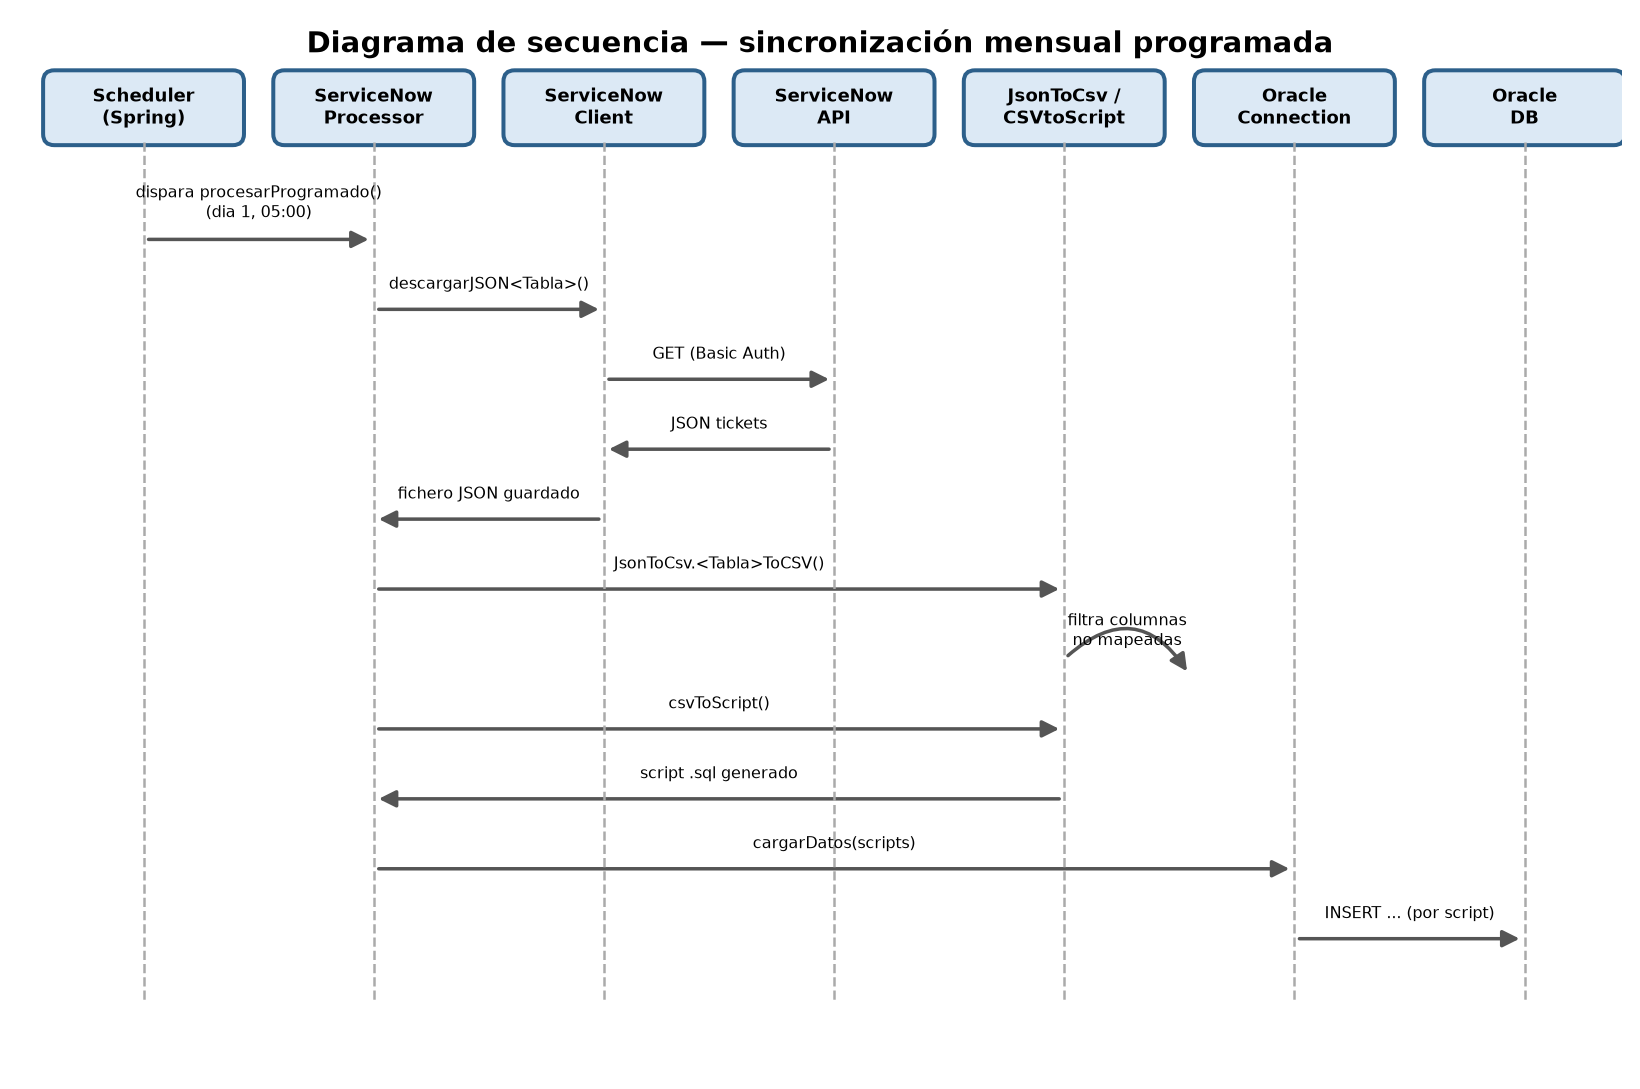 Diagrama de secuencia — sincronización mensual programada
Scheduler
(Spring)
ServiceNow
Processor
ServiceNow
Client
ServiceNow
API
JsonToCsv /
CSVtoScript
Oracle
Connection
Oracle
DB
dispara procesarProgramado()
(dia 1, 05:00)
descargarJSON<Tabla>()
GET (Basic Auth)
JSON tickets
fichero JSON guardado
JsonToCsv.<Tabla>ToCSV()
filtra columnas
no mapeadas
csvToScript()
script .sql generado
cargarDatos(scripts)
INSERT ... (por script)